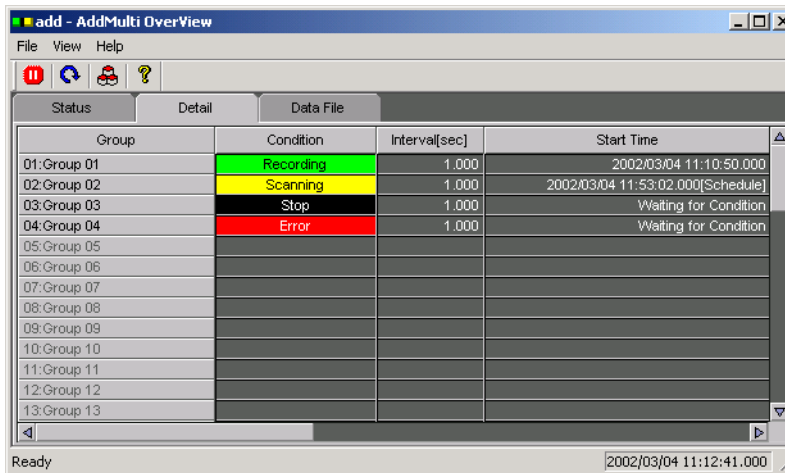 add - AddMulti OverView
File View Help
Status Detail Data File
Group Condition Interval[sec] Start Time
01:Group 01 Recording 1.000 2002/03/04 11:10:50.000
02:Group 02 Scanning 1.000 2002/03/04 11:53:02.000[Schedule]
03:Group 03 Stop 1.000 Waiting for Condition
04:Group 04 Error 1.000 Waiting for Condition
05:Group 05
06:Group 06
07:Group 07
08:Group 08
09:Group 09
10:Group 10
11:Group 11
12:Group 12
13:Group 13
Ready 2002/03/04 11:12:41.000